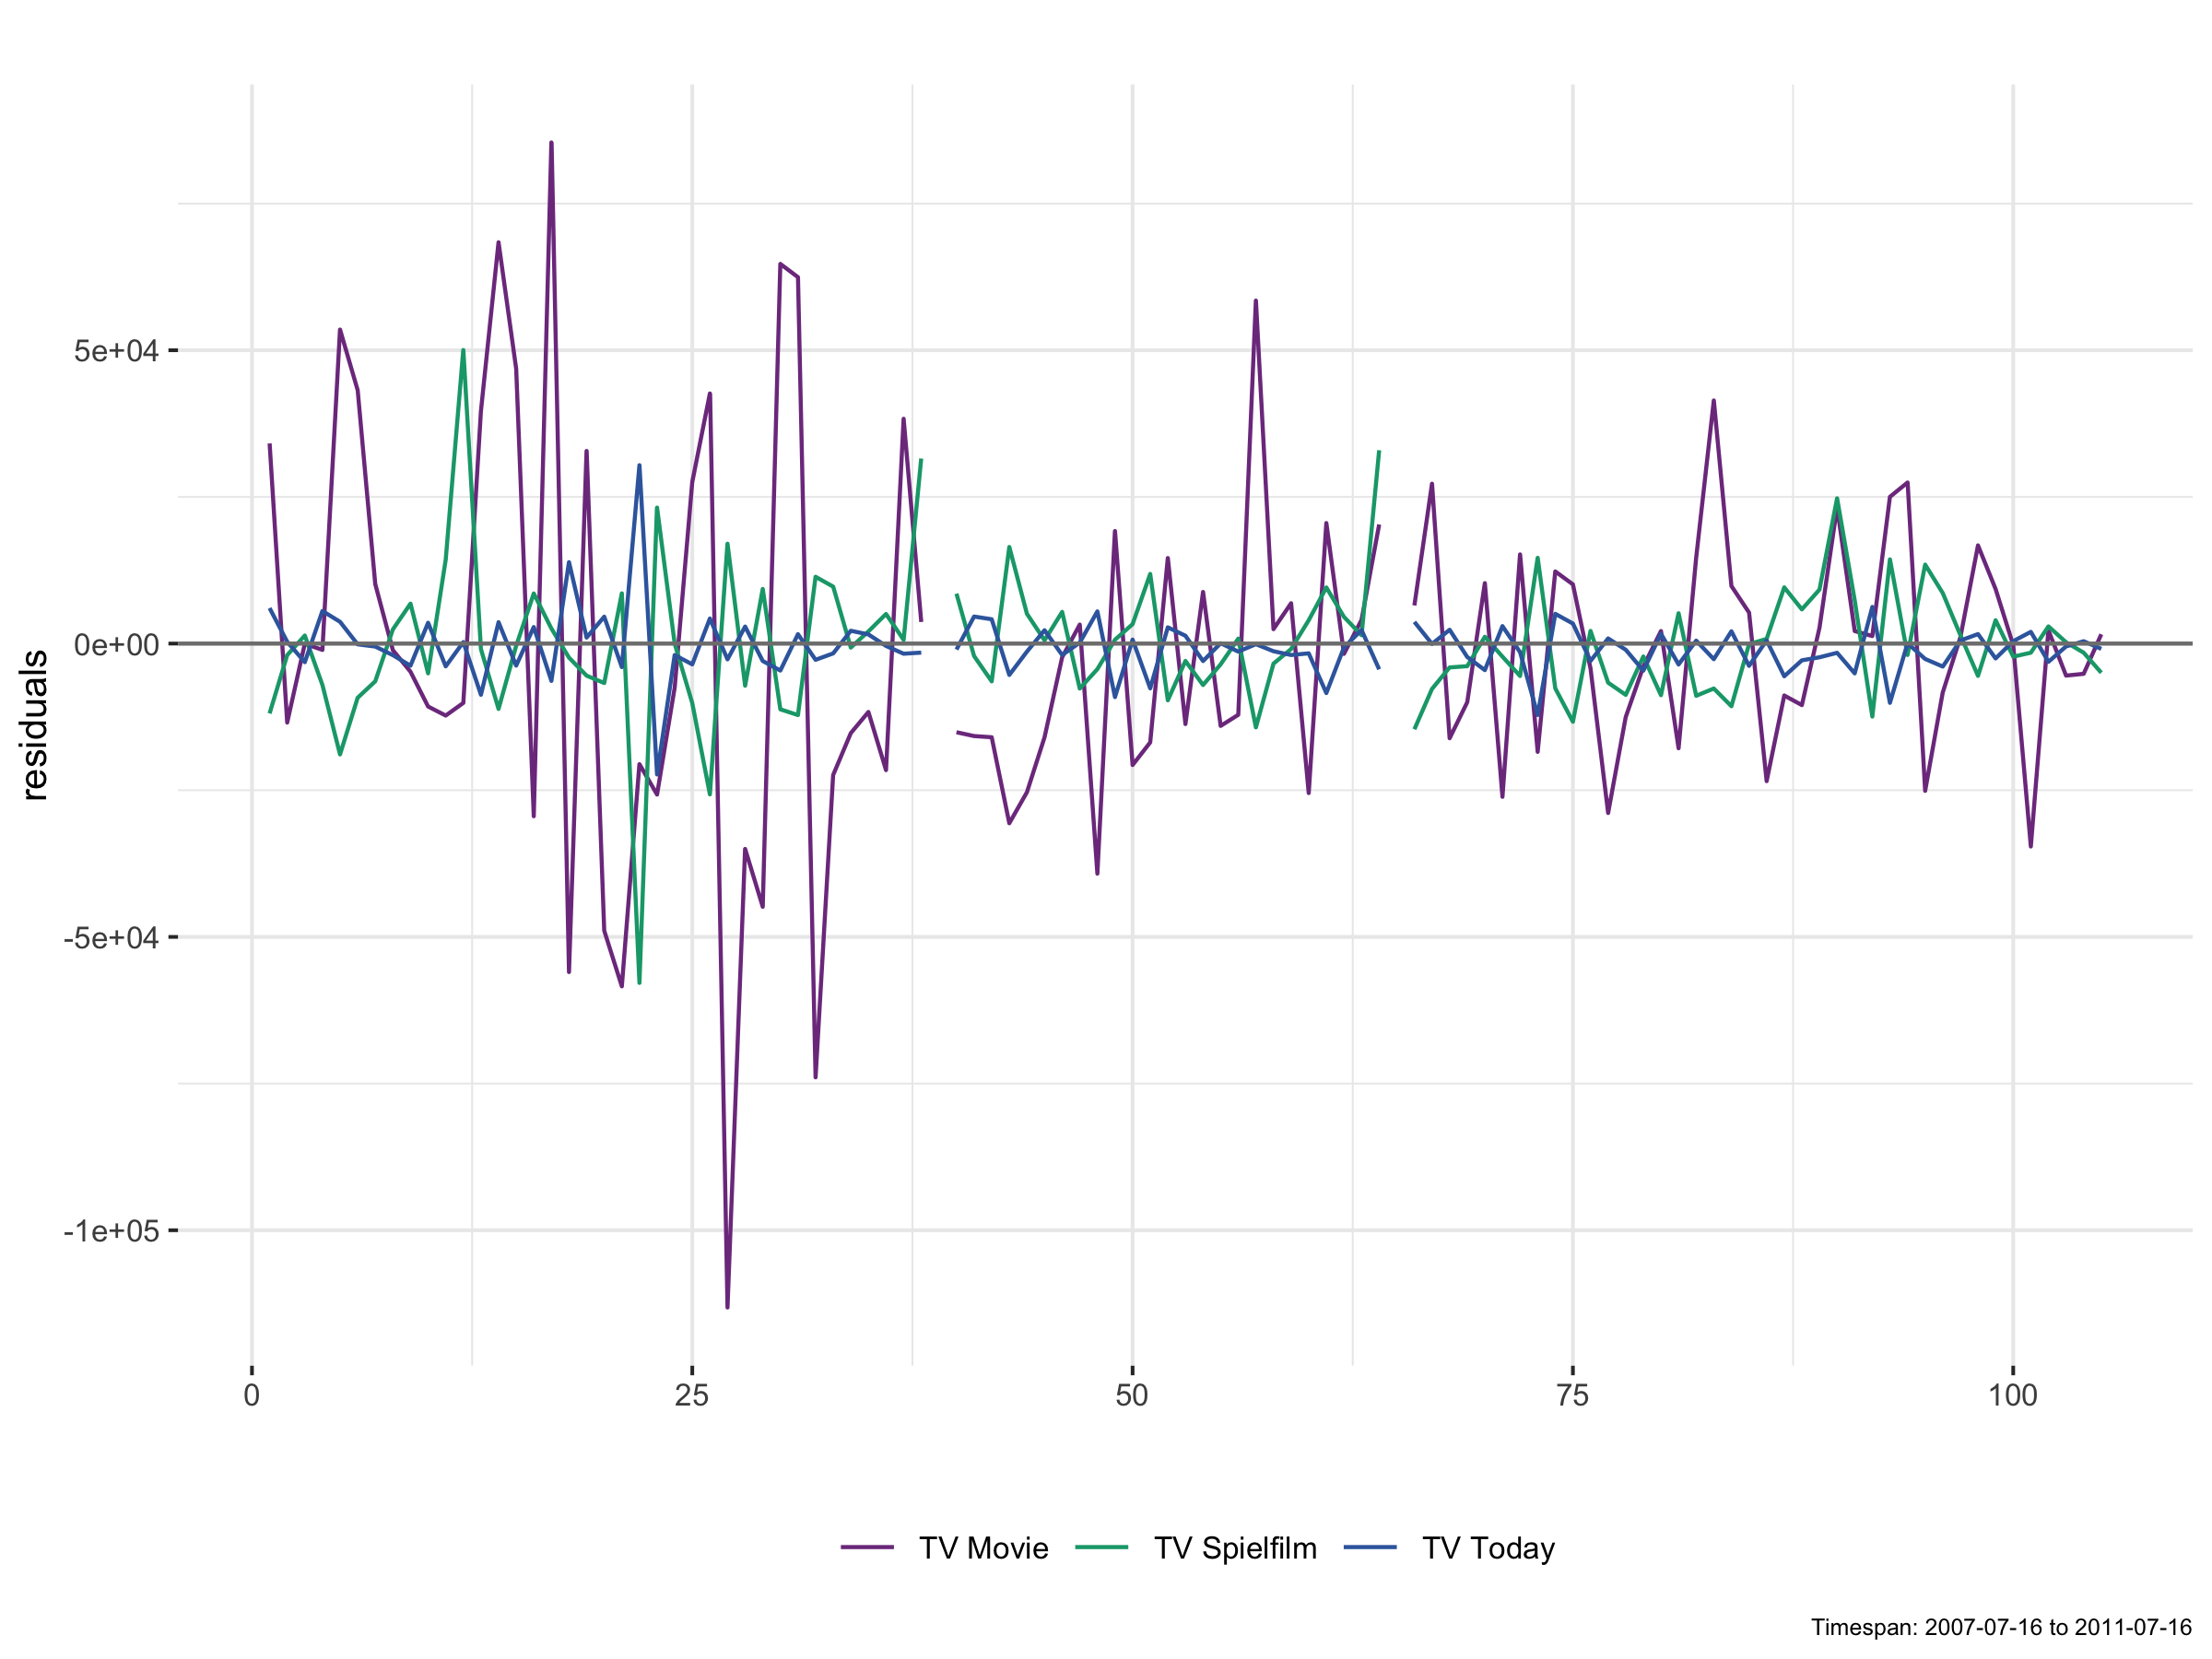 residuals
5e+04
0e+00
-5e+04
-1e+05
0 25 50 75 100
TV Movie TV Spielfilm TV Today
Timespan: 2007-07-16 to 2011-07-16